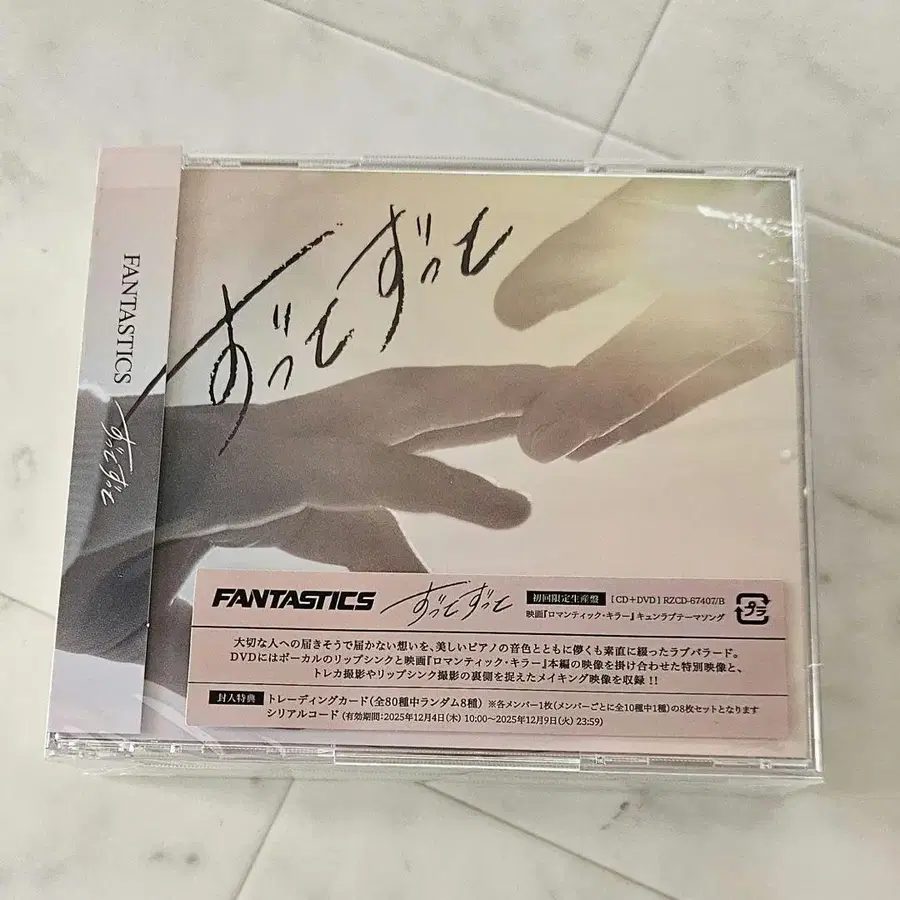 FANTASTICS
ずっとずっと
ずっとずっと
FANTASTICS ずっとずっと 初回限定生産盤 [CD+DVD] RZCD-67407/B
映画『ロマンティック・キラー』キュンラブテーマソング
プラ
大切な人への届きそうで届かない想いを、美しいピアノの音色とともに儚くも素直に綴ったラブバラード。
DVDにはボーカルのリップシンクと映画『ロマンティック・キラー』本編の映像を掛け合わせた特別映像と、
トレカ撮影やリップシンク撮影の裏側を捉えたメイキング映像を収録!!
封入特典 トレーディングカード(全80種中ランダム8種) ※各メンバー1枚(メンバーごとに全10種中1種)の8枚セットとなります
シリアルコード(有効期間:2025年12月4日(木)10:00~2025年12月9日(火)23:59)